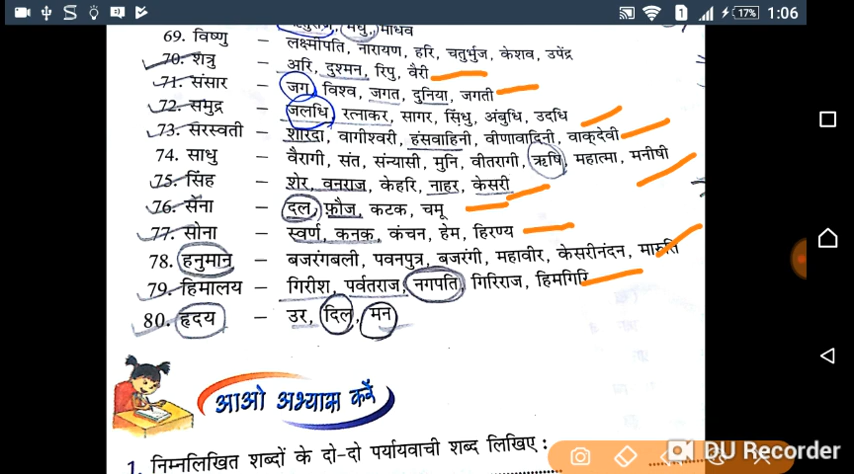 1 17% 1:06
मधु, माधव
69. विष्णु – लक्ष्मीपति, नारायण, हरि, चतुर्भुज, केशव, उपेंद्र
70. शत्रु – अरि, दुश्मन, रिपु, वैरी
71. संसार – जग, विश्व, जगत, दुनिया, जगती
72. समुद्र – जलधि, रत्नाकर, सागर, सिंधु, अंबुधि, उदधि
73. सरस्वती – शारदा, वागीश्वरी, हंसवाहिनी, वीणावादिनी, वाक्देवी
74. साधु – वैरागी, संत, संन्यासी, मुनि, वीतरागी, ऋषि, महात्मा, मनीषी
75. सिंह – शेर, वनराज, केहरि, नाहर, केसरी
76. सेना – दल, फ़ौज, कटक, चमू
77. सोना – स्वर्ण, कनक, कंचन, हेम, हिरण्य
78. हनुमान – बजरंगबली, पवनपुत्र, बजरंगी, महावीर, केसरीनंदन, मारुति
79. हिमालय – गिरीश, पर्वतराज, नगपति, गिरिराज, हिमगिरि
80. हृदय – उर, दिल, मन
आओ अभ्यास करें
1. निम्नलिखित शब्दों के दो-दो पर्यायवाची शब्द लिखिए :
DU Recorder